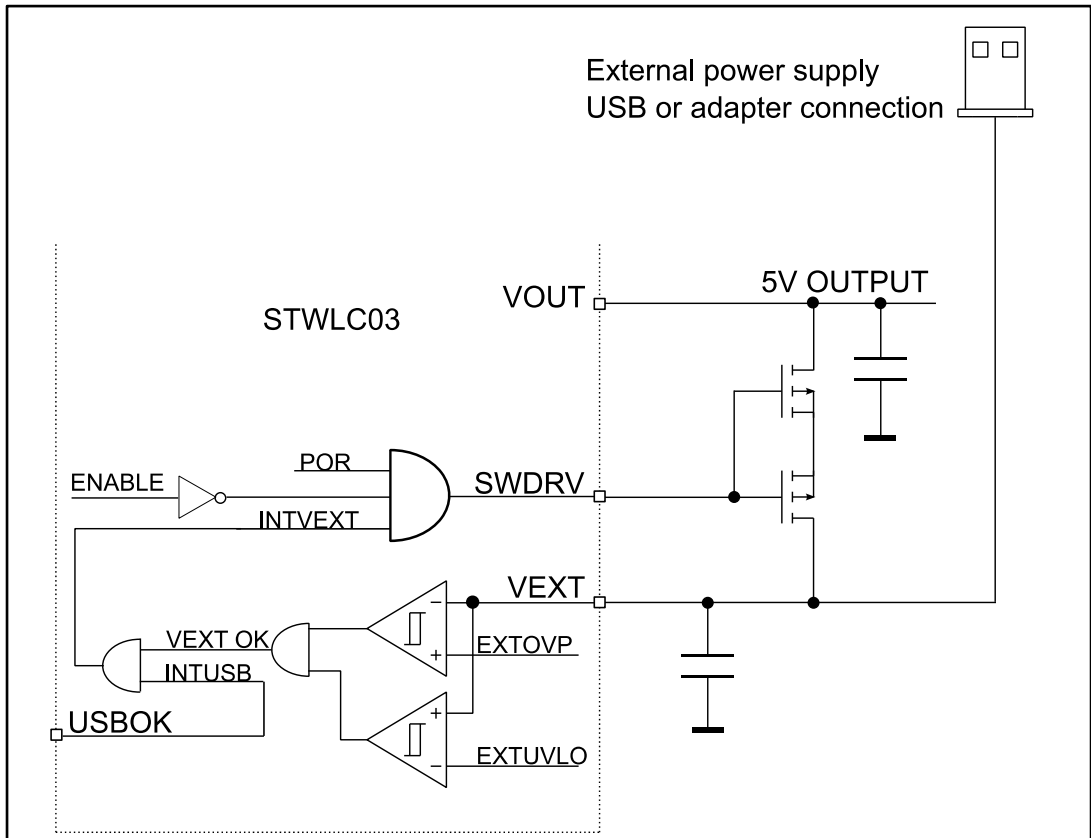 External power supply
USB or adapter connection
VOUT
5V OUTPUT
STWLC03
POR
ENABLE
SWDRV
INTVEXT
VEXT
VEXT OK
EXTOVP
INTUSB
USBOK
EXTUVLO